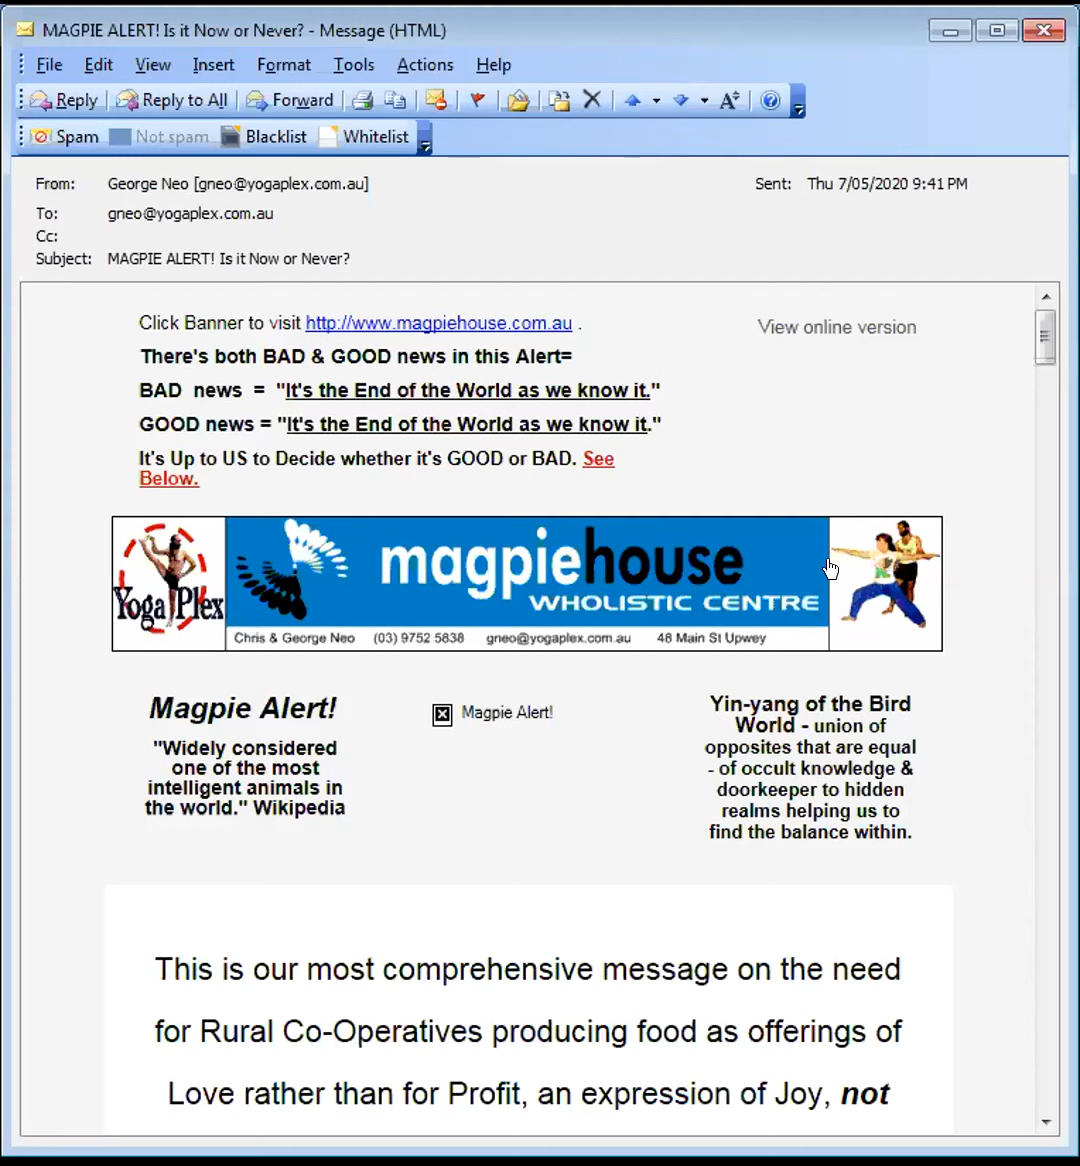 MAGPIE ALERT! Is it Now or Never? - Message (HTML)
File Edit View Insert Format Tools Actions Help
Reply Reply to All Forward
Spam Not spam Blacklist Whitelist
From: George Neo [gneo@yogaplex.com.au] Sent: Thu 7/05/2020 9:41 PM
To: gneo@yogaplex.com.au
Cc:
Subject: MAGPIE ALERT! Is it Now or Never?
Click Banner to visit http://www.magpiehouse.com.au .
View online version
There's both BAD & GOOD news in this Alert=
BAD news = "It's the End of the World as we know it."
GOOD news = "It's the End of the World as we know it."
It's Up to US to Decide whether it's GOOD or BAD. See
Below.
Yoga Plex
magpiehouse
WHOLISTIC CENTRE
Chris & George Neo (03) 9752 5838 gneo@yogaplex.com.au 48 Main St Upwey
Magpie Alert!
"Widely considered
one of the most
intelligent animals in
the world." Wikipedia
Magpie Alert!
Yin-yang of the Bird
World - union of
opposites that are equal
- of occult knowledge &
doorkeeper to hidden
realms helping us to
find the balance within.
This is our most comprehensive message on the need
for Rural Co-Operatives producing food as offerings of
Love rather than for Profit, an expression of Joy, not